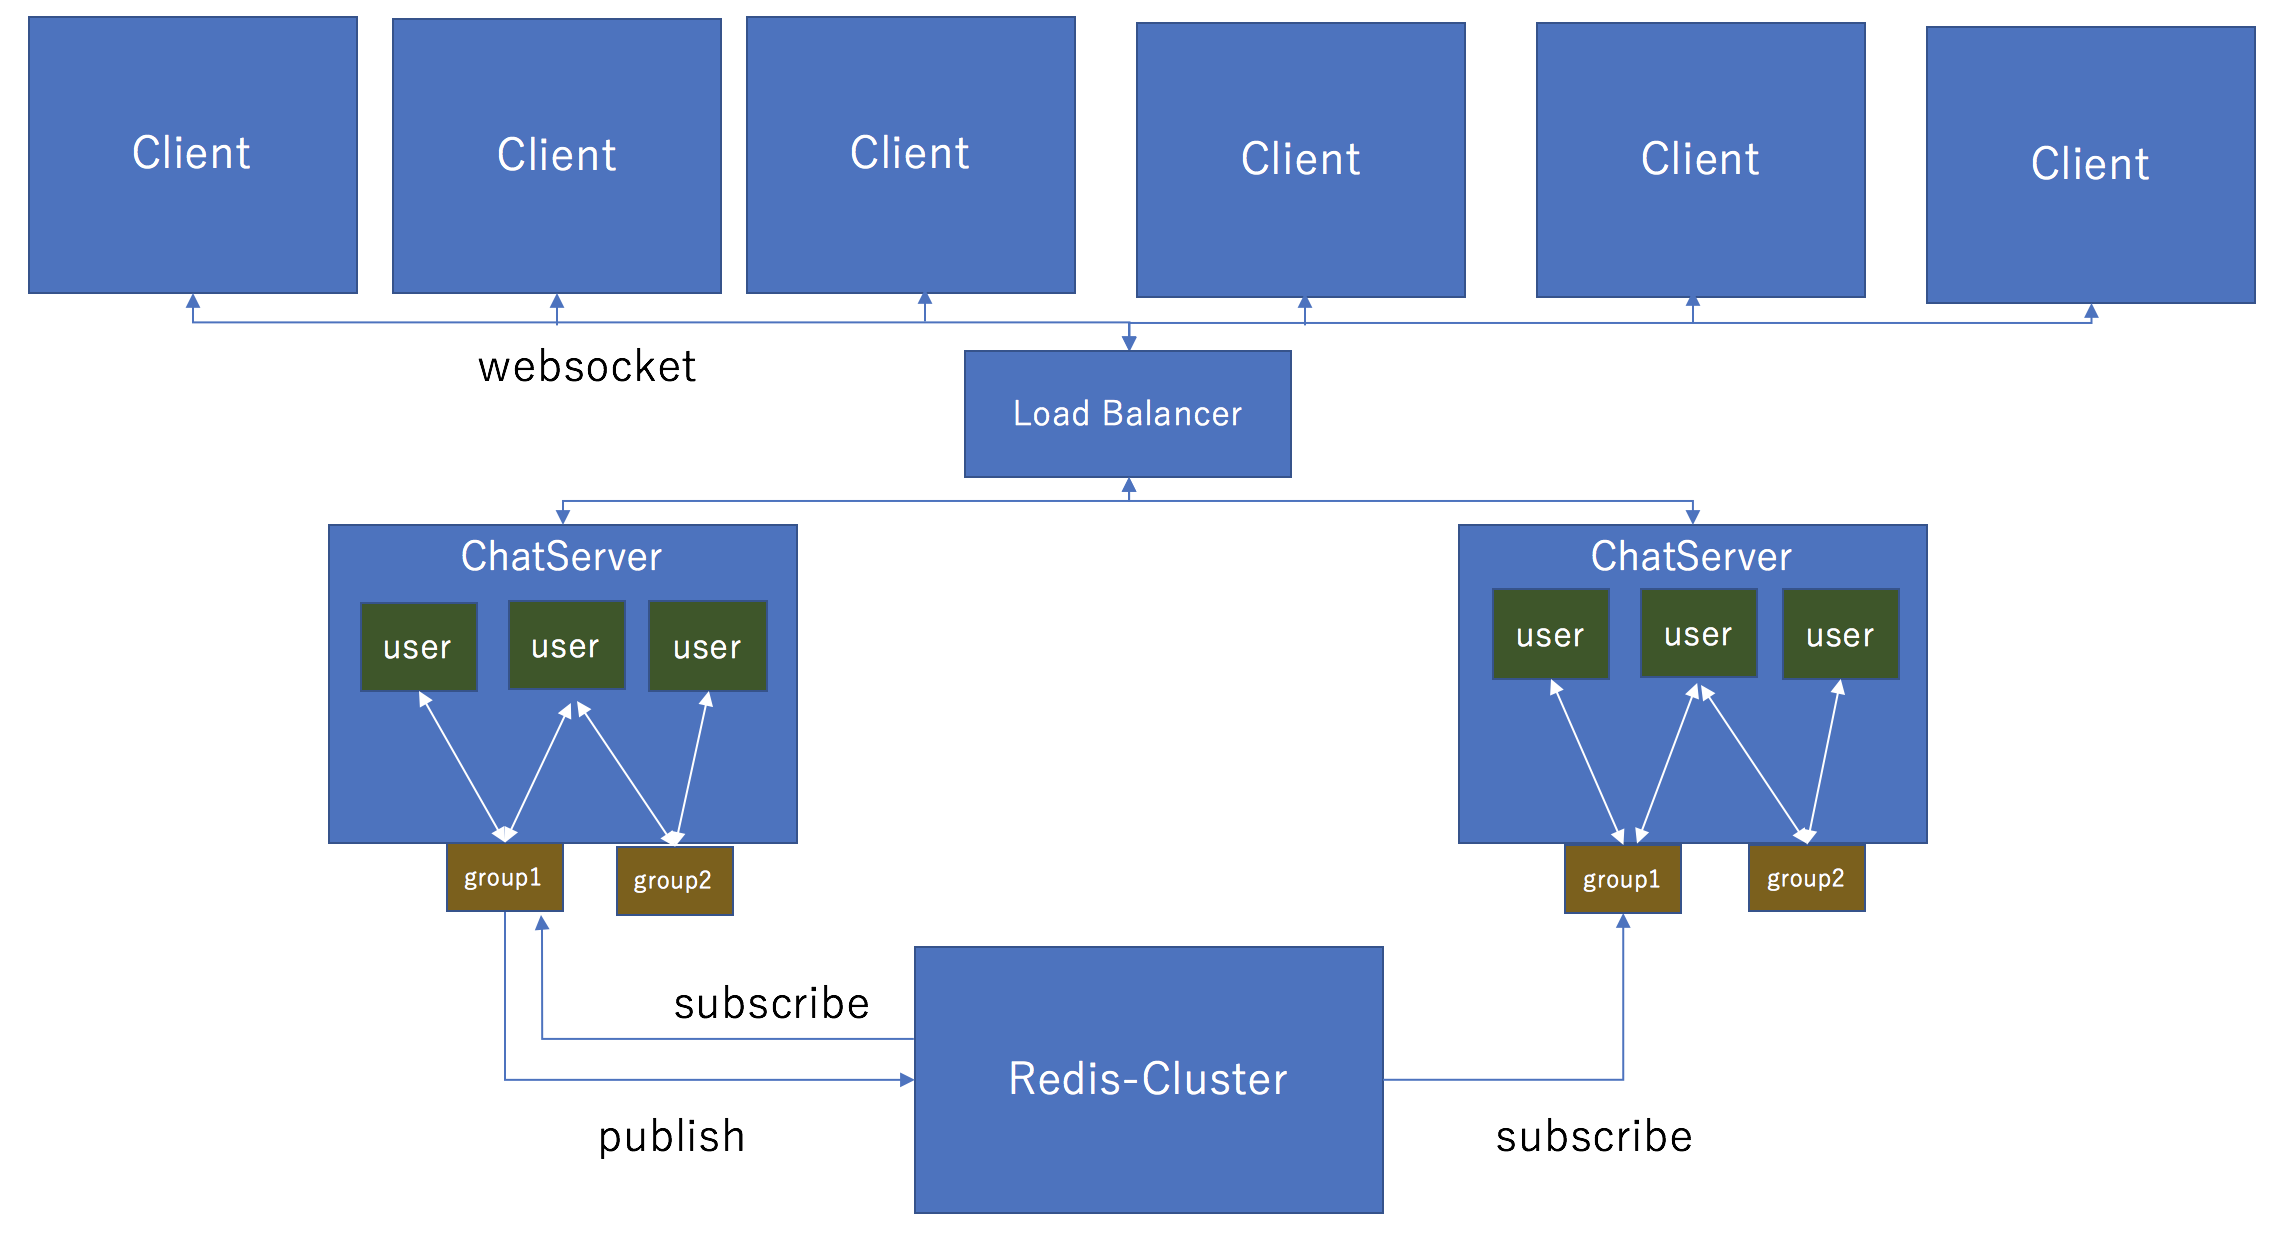 Client
Client
Client
Client
Client
Client
websocket
Load Balancer
ChatServer
user
user
user
group1
group2
ChatServer
user
user
user
group1
group2
subscribe
Redis-Cluster
publish
subscribe